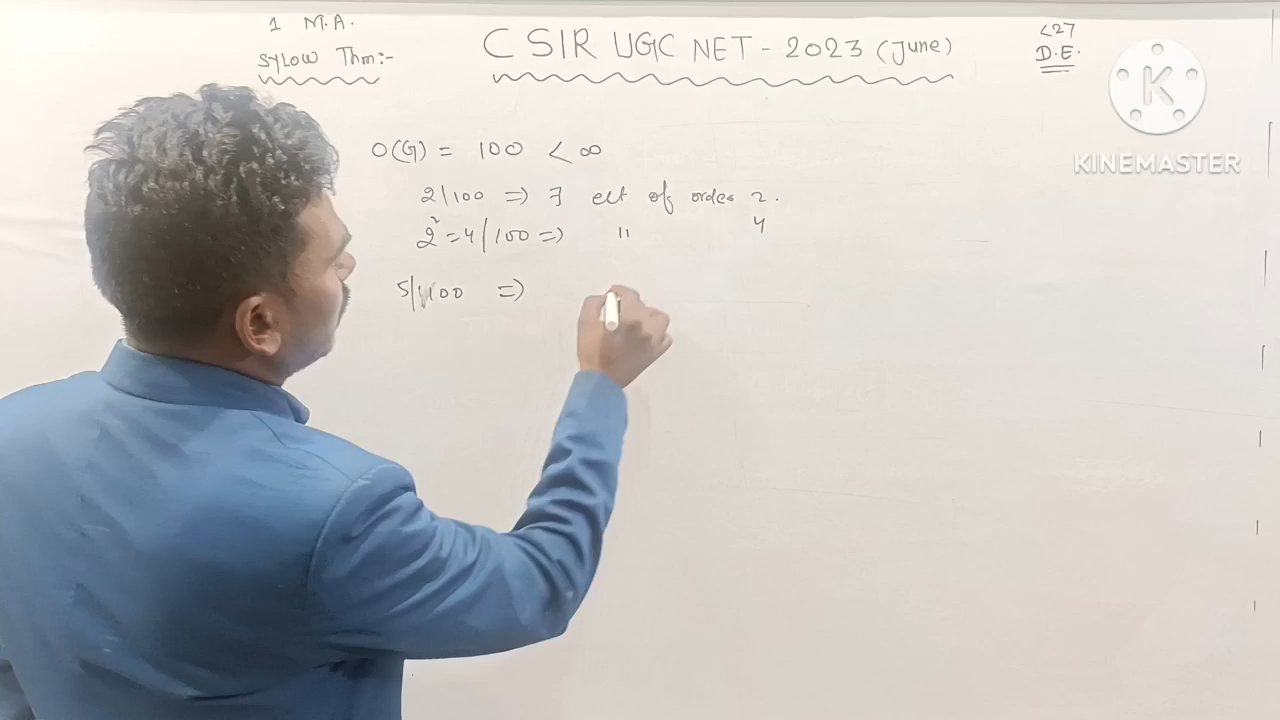 1 M.A.
Sylow Thm:-
CSIR UGC NET - 2023 (June)
<27
D.E.
KINEMASTER
O(G) = 100 < ∞
2/100 => ∃ elt of order 2.
2² = 4/100 => " 4
5/100 =>